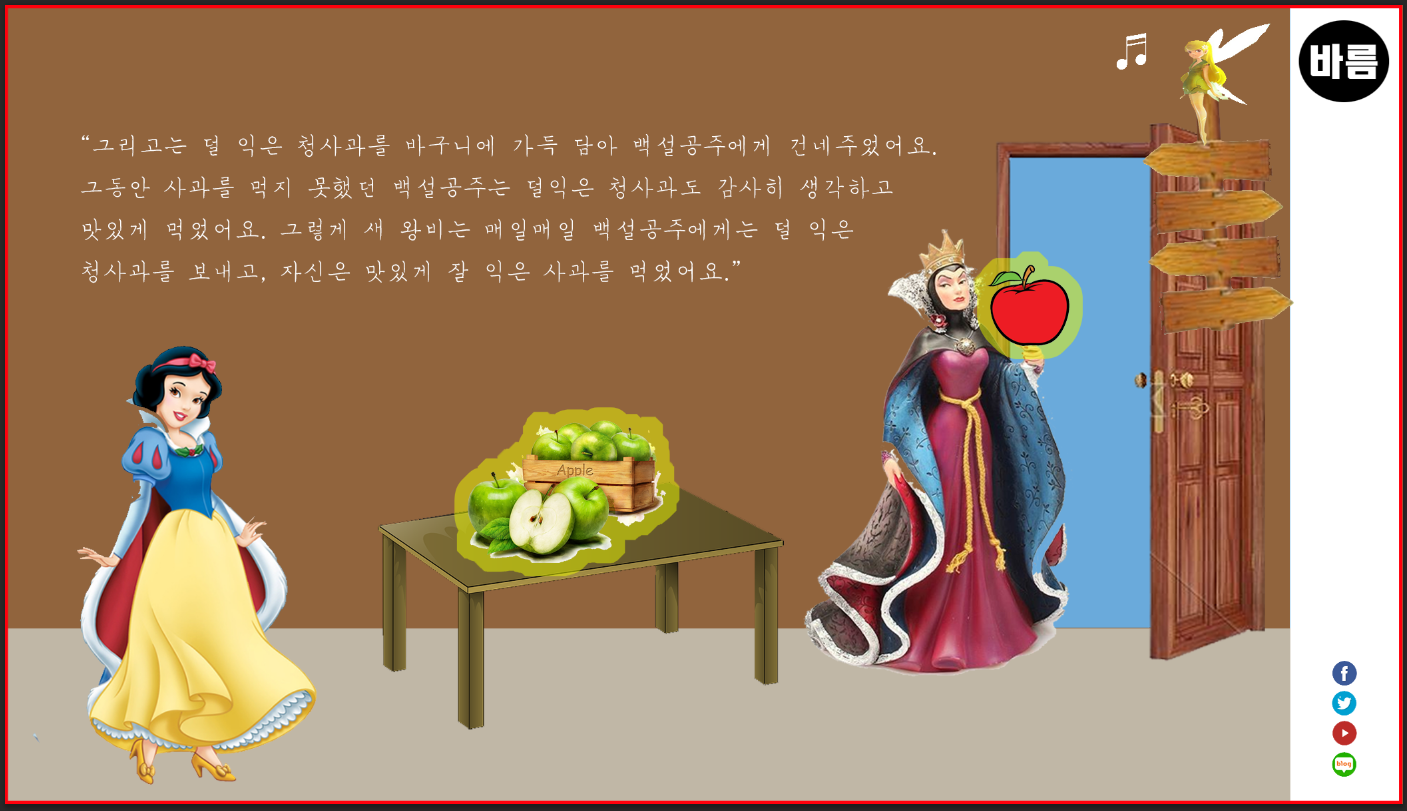 바름
“그리고는 덜 익은 청사과를 바구니에 가득 담아 백설공주에게 건네주었어요.
그동안 사과를 먹지 못했던 백설공주는 덜익은 청사과도 감사히 생각하고
맛있게 먹었어요. 그렇게 새 왕비는 매일매일 백설공주에게는 덜 익은
청사과를 보내고, 자신은 맛있게 잘 익은 사과를 먹었어요.”
Apple
f
blog